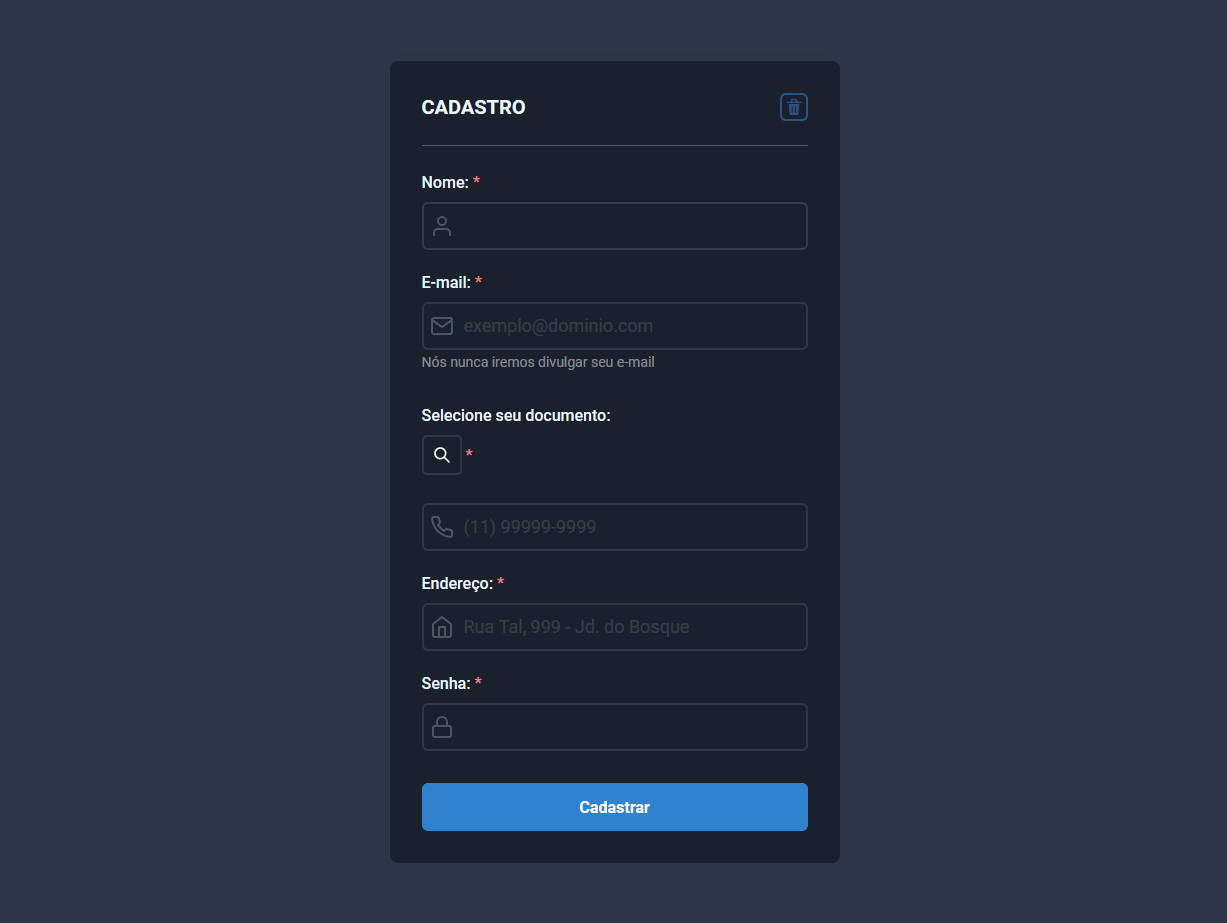 CADASTRO
Nome: *
E-mail: *
exemplo@dominio.com
Nós nunca iremos divulgar seu e-mail
Selecione seu documento:
*
(11) 99999-9999
Endereço: *
Rua Tal, 999 - Jd. do Bosque
Senha: *
Cadastrar